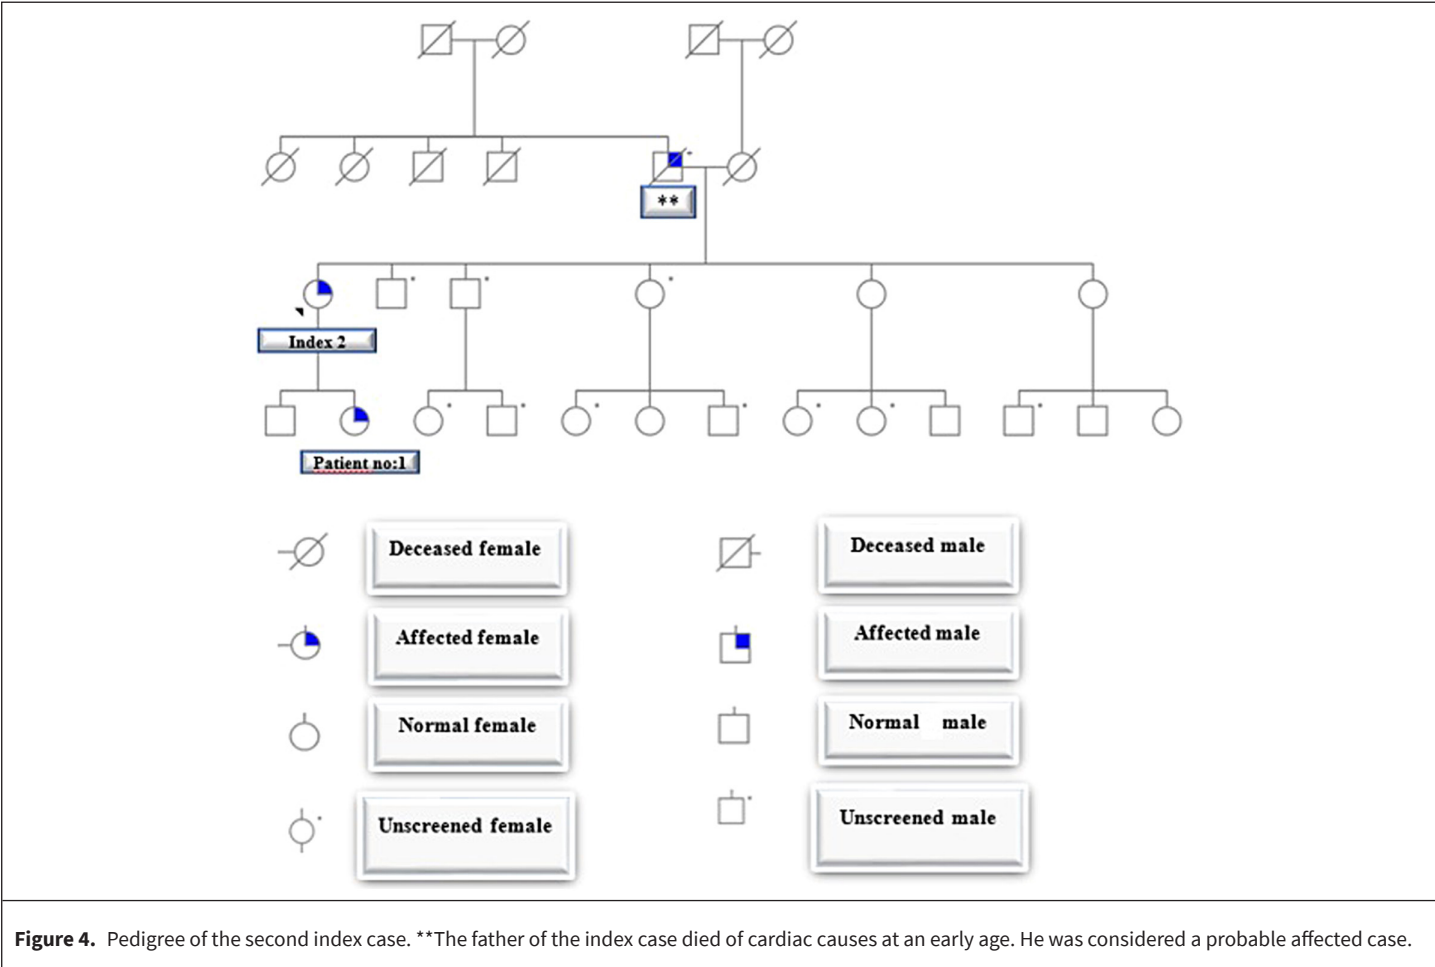 **
Index 2
Patient no:1
Deceased female
Deceased male
Affected female
Affected male
Normal female
Normal male
Unscreened female
Unscreened male
Figure 4. Pedigree of the second index case. **The father of the index case died of cardiac causes at an early age. He was considered a probable affected case.